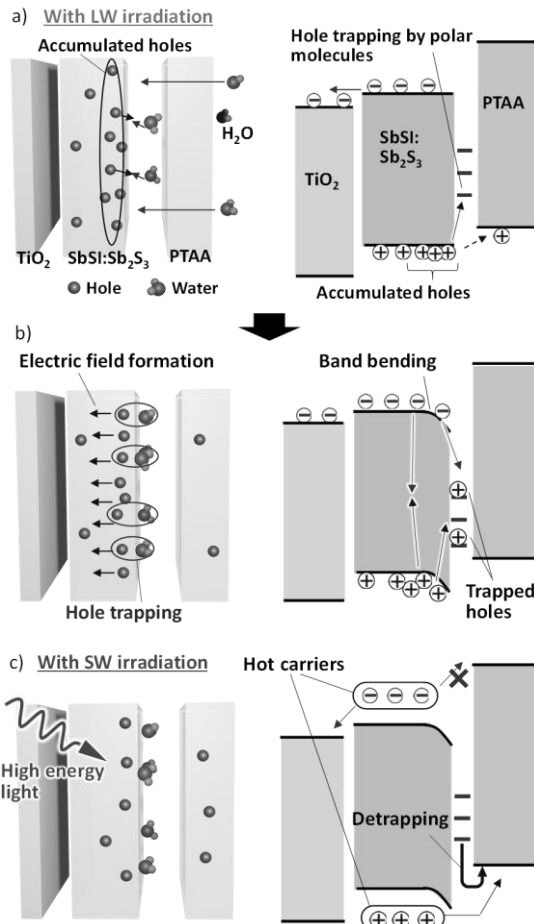 a) With LW irradiation
Accumulated holes
H₂O
TiO₂ SbSI:Sb₂S₃ PTAA
Hole Water
Hole trapping by polar
molecules
PTAA
SbSI:
Sb₂S₃
TiO₂
Accumulated holes
b)
Electric field formation
Hole trapping
Band bending
Trapped
holes
c) With SW irradiation
High energy
light
Hot carriers
Detrapping